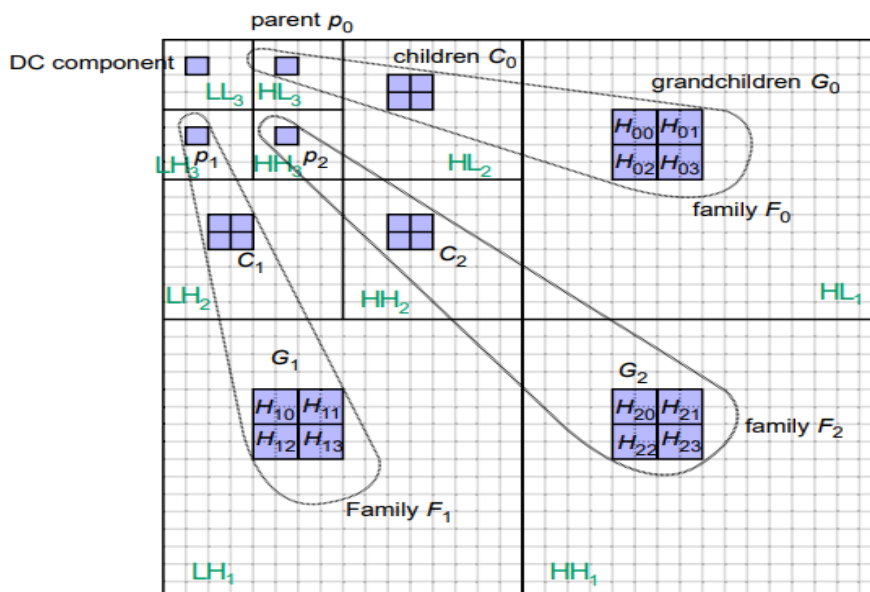 parent p₀
DC component
children C₀
grandchildren G₀
LL₃
HL₃
H₀₀ H₀₁
H₀₂ H₀₃
LH₃
p₁
HH₃
p₂
HL₂
family F₀
C₁
C₂
LH₂
HH₂
HL₁
G₁
G₂
H₁₀ H₁₁
H₁₂ H₁₃
H₂₀ H₂₁
H₂₂ H₂₃
family F₂
Family F₁
LH₁
HH₁